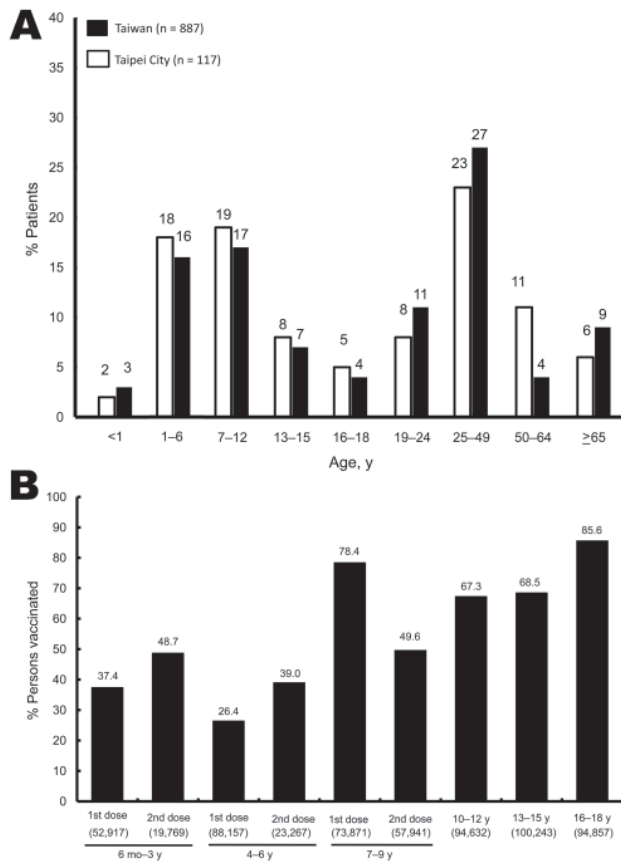 A
Taiwan (n = 887)
Taipei City (n = 117)
% Patients
40
35
30
25
20
15
10
5
0
2 3
18 16
19 17
8 7
5 4
8 11
23 27
11 4
6 9
<1 1–6 7–12 13–15 16–18 19–24 25–49 50–64 ≥65
Age, y
B
% Persons vaccinated
100
90
80
70
60
50
40
30
20
10
0
37.4 48.7 26.4 39.0 78.4 49.6 67.3 68.5 85.6
1st dose 2nd dose 1st dose 2nd dose 1st dose 2nd dose 10–12 y 13–15 y 16–18 y
(52,917) (19,769) (88,157) (23,267) (73,871) (57,941) (94,632) (100,243) (94,857)
6 mo–3 y 4–6 y 7–9 y